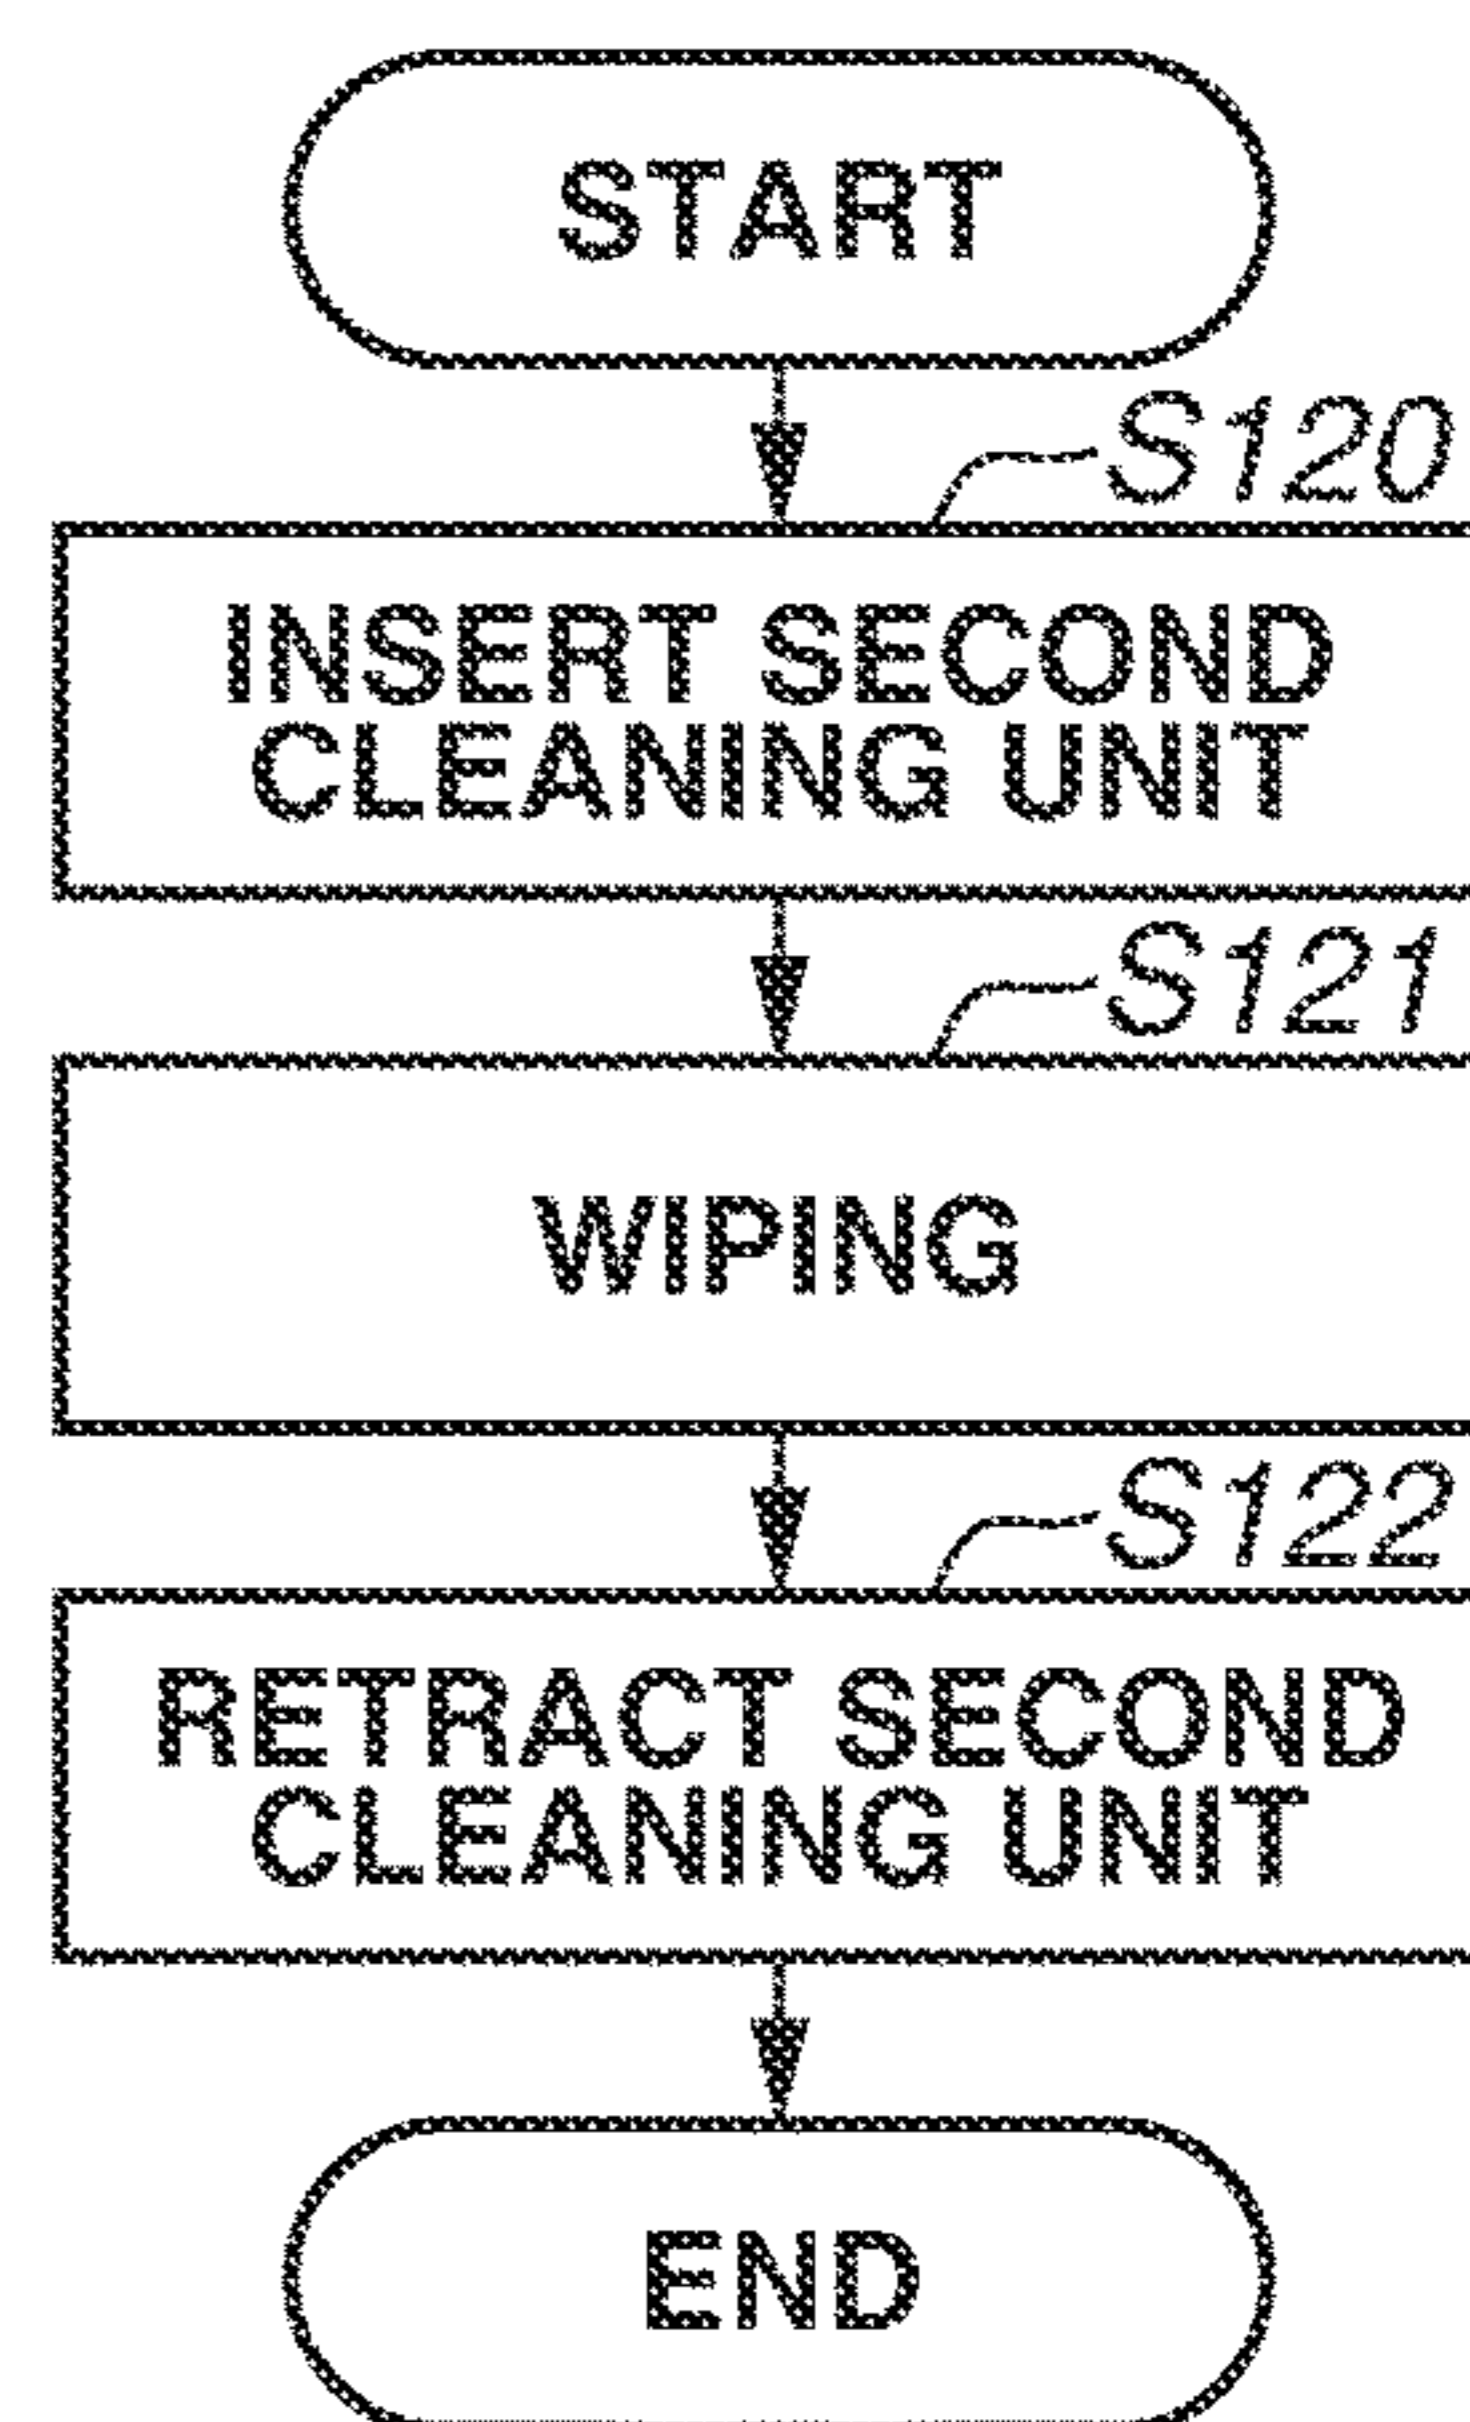 START
S120
INSERT SECOND
CLEANING UNIT
S121
WIPING
S122
RETRACT SECOND
CLEANING UNIT
END